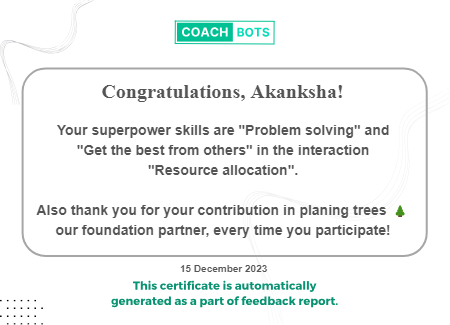 COACH BOTS
Congratulations, Akanksha!
Your superpower skills are "Problem solving" and
"Get the best from others" in the interaction
"Resource allocation".
Also thank you for your contribution in planing trees 🌲
our foundation partner, every time you participate!
15 December 2023
This certificate is automatically
generated as a part of feedback report.